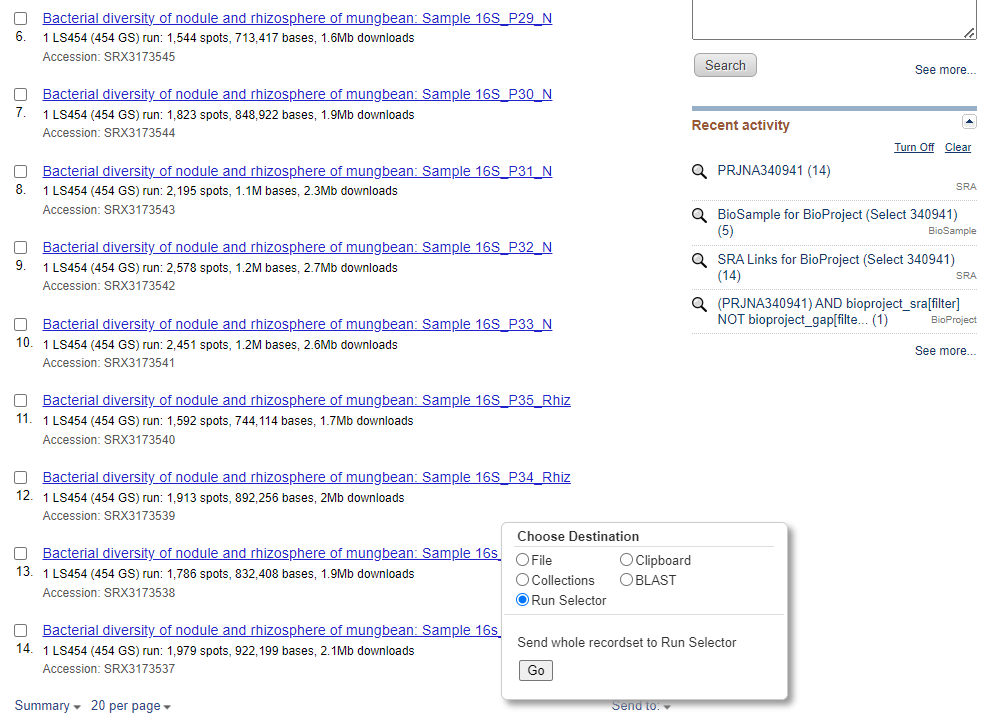 Bacterial diversity of nodule and rhizosphere of mungbean: Sample 16S_P29_N
6.
1 LS454 (454 GS) run: 1,544 spots, 713,417 bases, 1.6Mb downloads
Accession: SRX3173545
Bacterial diversity of nodule and rhizosphere of mungbean: Sample 16S_P30_N
7.
1 LS454 (454 GS) run: 1,823 spots, 848,922 bases, 1.9Mb downloads
Accession: SRX3173544
Bacterial diversity of nodule and rhizosphere of mungbean: Sample 16S_P31_N
8.
1 LS454 (454 GS) run: 2,195 spots, 1.1M bases, 2.3Mb downloads
Accession: SRX3173543
Bacterial diversity of nodule and rhizosphere of mungbean: Sample 16S_P32_N
9.
1 LS454 (454 GS) run: 2,578 spots, 1.2M bases, 2.7Mb downloads
Accession: SRX3173542
Bacterial diversity of nodule and rhizosphere of mungbean: Sample 16S_P33_N
10.
1 LS454 (454 GS) run: 2,451 spots, 1.2M bases, 2.6Mb downloads
Accession: SRX3173541
Bacterial diversity of nodule and rhizosphere of mungbean: Sample 16S_P35_Rhiz
11.
1 LS454 (454 GS) run: 1,592 spots, 744,114 bases, 1.7Mb downloads
Accession: SRX3173540
Bacterial diversity of nodule and rhizosphere of mungbean: Sample 16S_P34_Rhiz
12.
1 LS454 (454 GS) run: 1,913 spots, 892,256 bases, 2Mb downloads
Accession: SRX3173539
Bacterial diversity of nodule and rhizosphere of mungbean: Sample 16s_
13.
1 LS454 (454 GS) run: 1,786 spots, 832,408 bases, 1.9Mb downloads
Accession: SRX3173538
Bacterial diversity of nodule and rhizosphere of mungbean: Sample 16s_
14.
1 LS454 (454 GS) run: 1,979 spots, 922,199 bases, 2.1Mb downloads
Accession: SRX3173537
Summary 20 per page
Send to:
Choose Destination
File Clipboard
Collections BLAST
Run Selector
Send whole recordset to Run Selector
Go
Search
See more...
Recent activity
Turn Off Clear
PRJNA340941 (14)
SRA
BioSample for BioProject (Select 340941)
(5) BioSample
SRA Links for BioProject (Select 340941)
(14) SRA
(PRJNA340941) AND bioproject_sra[filter]
NOT bioproject_gap[filte... (1) BioProject
See more...